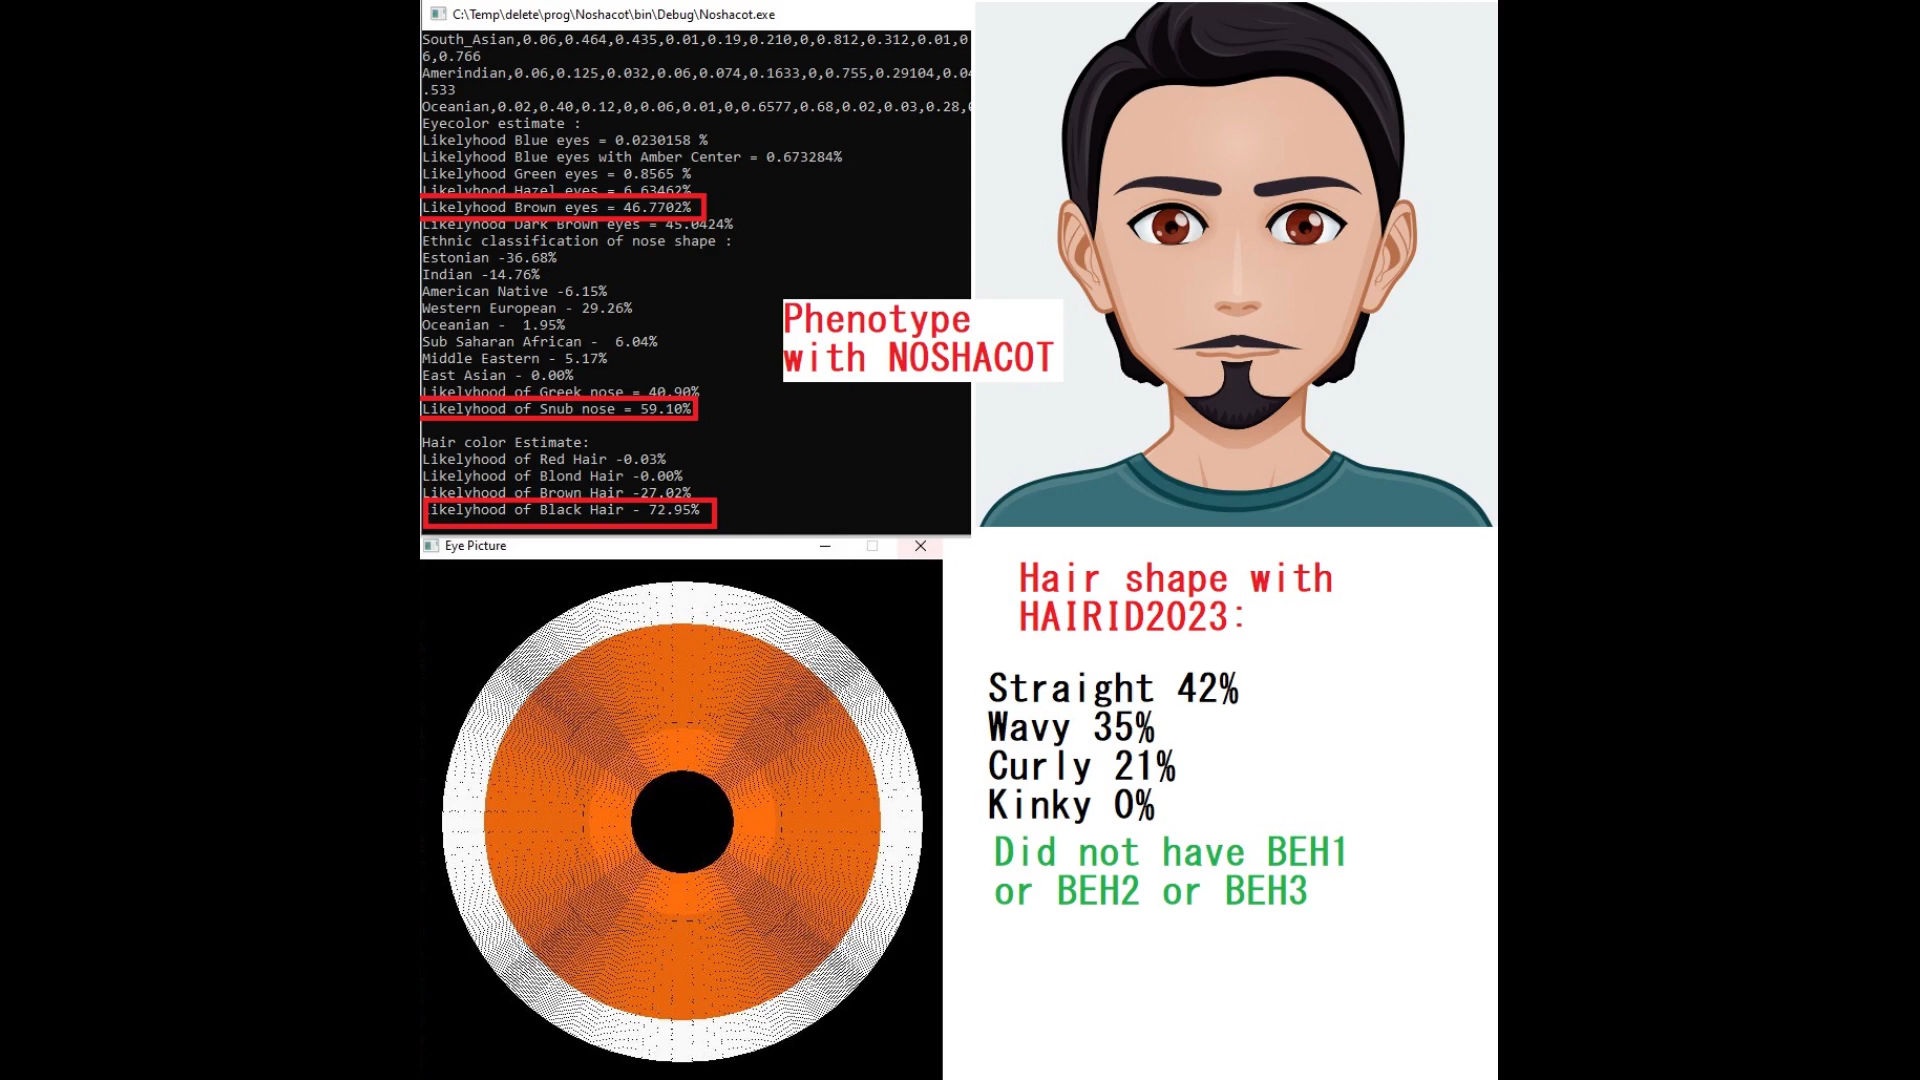 C:\Temp\delete\prog\Noshacot\bin\Debug\Noshacot.exe
South_Asian,0.06,0.464,0.435,0.01,0.19,0.210,0,0.812,0.312,0.01,0
6,0.766
Amerindian,0.06,0.125,0.032,0.06,0.074,0.1633,0,0.755,0.29104,0.04
.533
Oceanian,0.02,0.40,0.12,0,0.06,0.01,0,0.6577,0.68,0.02,0.03,0.28,
Eyecolor estimate :
Likelyhood Blue eyes = 0.0230158 %
Likelyhood Blue eyes with Amber Center = 0.673284%
Likelyhood Green eyes = 0.8565 %
Likelyhood Hazel eyes = 6.63462%
Likelyhood Brown eyes = 46.7702%
Likelyhood Dark Brown eyes = 45.0424%
Ethnic classification of nose shape :
Estonian -36.68%
Indian -14.76%
American Native -6.15%
Western European - 29.26%
Oceanian -  1.95%
Sub Saharan African -  6.04%
Middle Eastern - 5.17%
East Asian - 0.00%
Likelyhood of Greek nose = 40.90%
Likelyhood of Snub nose = 59.10%
Hair color Estimate:
Likelyhood of Red Hair -0.03%
Likelyhood of Blond Hair -0.00%
Likelyhood of Brown Hair -27.02%
Likelyhood of Black Hair - 72.95%
Phenotype
with NOSHACOT
Eye Picture
Hair shape with
HAIRID2023:
Straight 42%
Wavy 35%
Curly 21%
Kinky 0%
Did not have BEH1
or BEH2 or BEH3